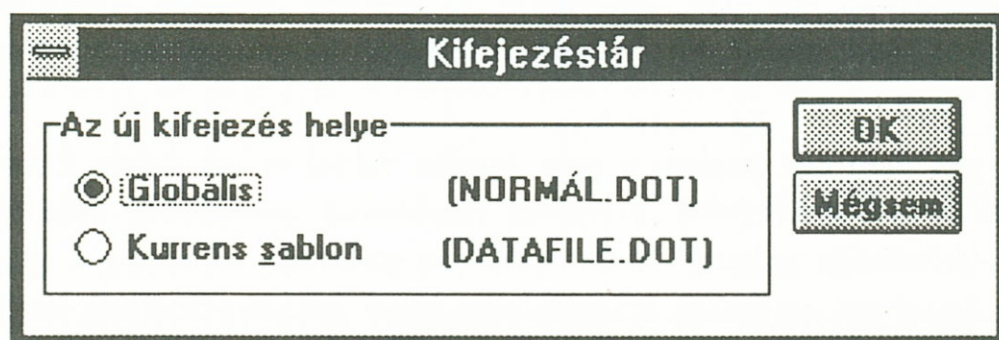 Kifejezéstár
Az új kifejezés helye
Globális (NORMÁL.DOT)
Kurrens sablon (DATAFILE.DOT)
OK
Mégsem